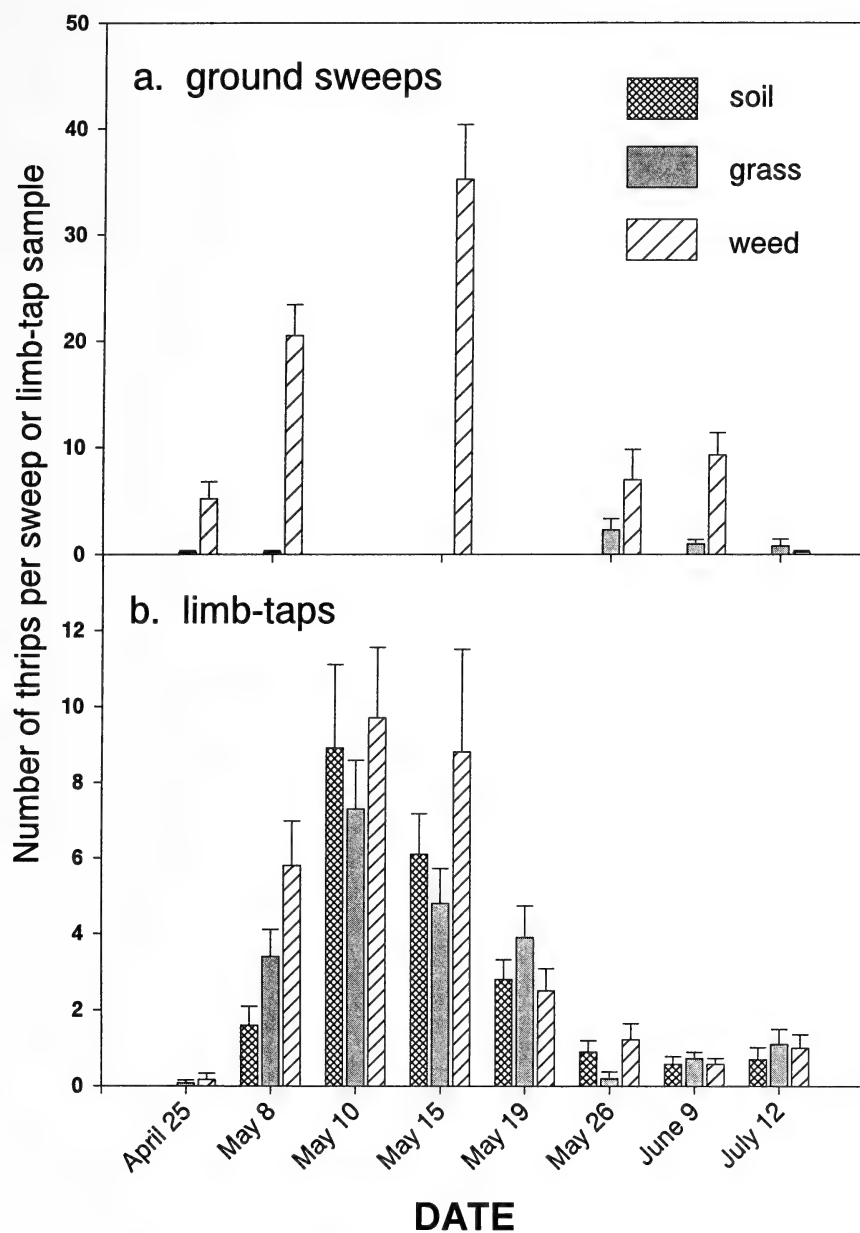 Number of thrips per sweep or limb-tap sample
50
40
30
20
10
0
a. ground sweeps
soil
grass
weed
12
10
8
6
4
2
0
b. limb-taps
April 25
May 8
May 10
May 15
May 19
May 26
June 9
July 12
DATE